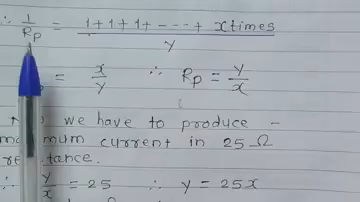 ∴ 1/Rp = 1+1+1+ ---- + x times / y
= x/y ∴ Rp = y/x
we have to produce -
current in 25 Ω
∴ y/x = 25 ∴ y = 25x